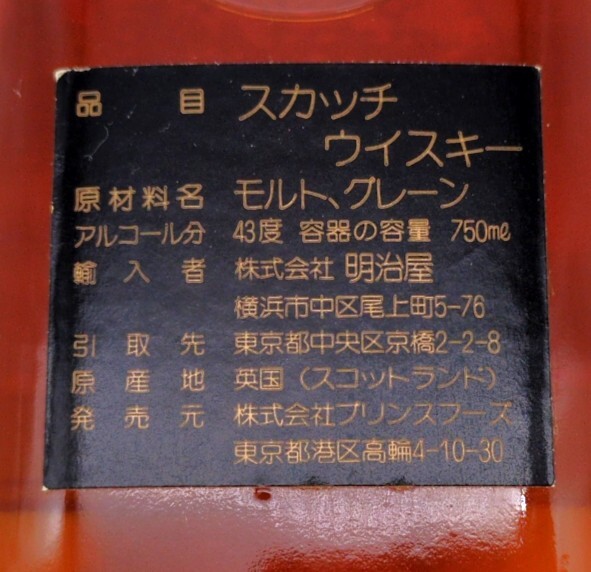 品目 スカッチ
ウイスキー
原材料名 モルト、グレーン
アルコール分 43度 容器の容量 750mℓ
輸入者 株式会社 明治屋
横浜市中区尾上町5-76
引取先 東京都中央区京橋2-2-8
原産地 英国（スコットランド）
発売元 株式会社プリンスフーズ
東京都港区高輪4-10-30